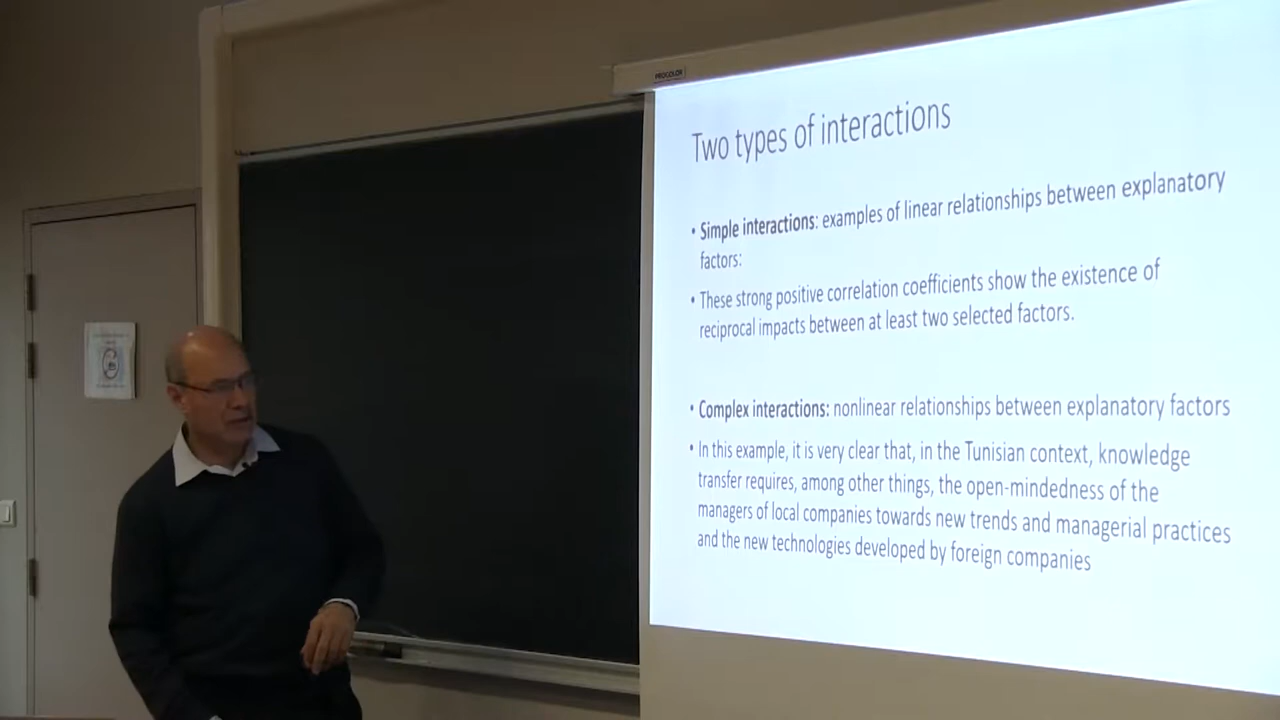 PROCOLOR
Two types of interactions
• Simple interactions: examples of linear relationships between explanatory
factors:
• These strong positive correlation coefficients show the existence of
reciprocal impacts between at least two selected factors.
• Complex interactions: nonlinear relationships between explanatory factors
• In this example, it is very clear that, in the Tunisian context, knowledge
transfer requires, among other things, the open-mindedness of the
managers of local companies towards new trends and managerial practices
and the new technologies developed by foreign companies